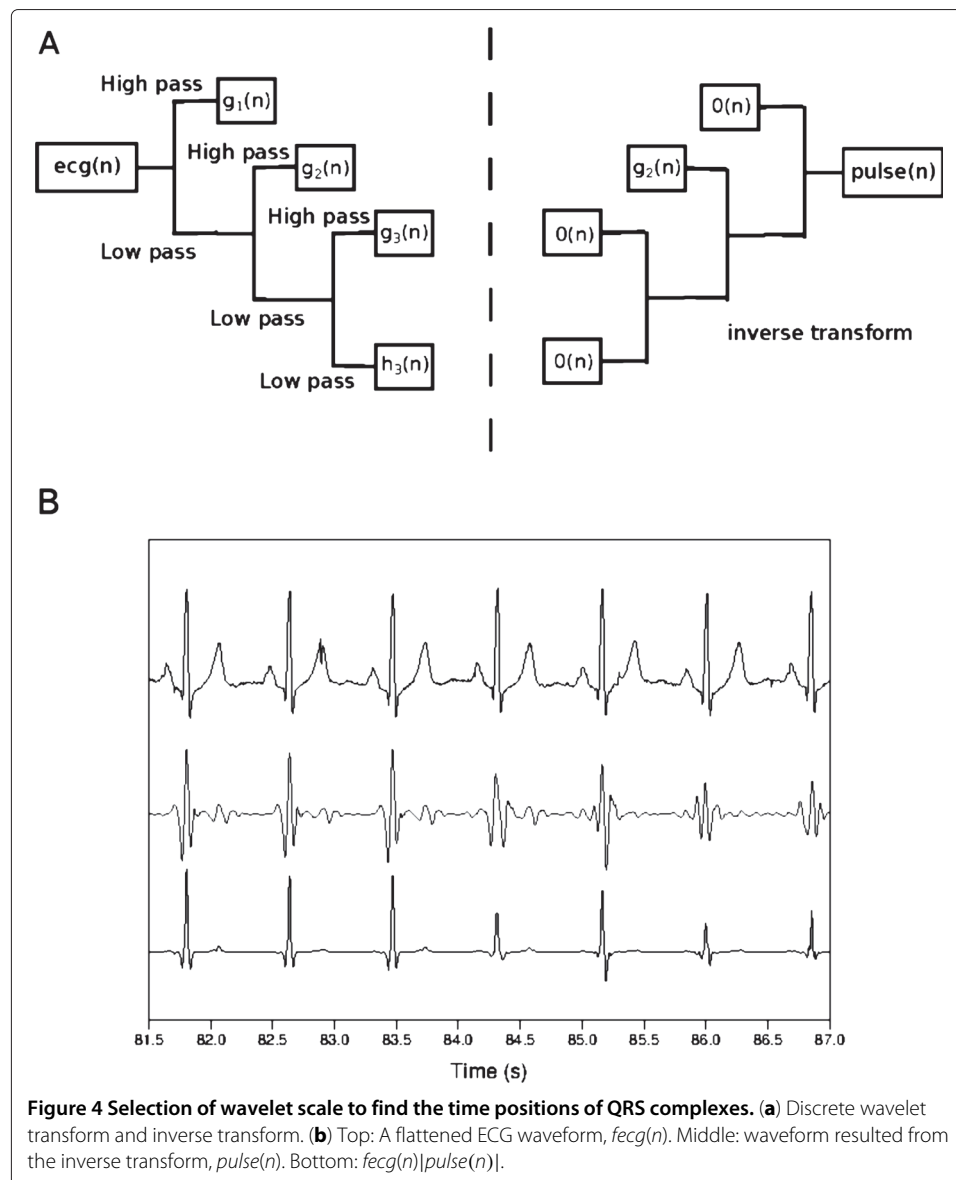 A
High pass
g₁(n)
0(n)
ecg(n)
High pass
g₂(n)
g₂(n)
pulse(n)
High pass
g₃(n)
0(n)
Low pass
Low pass
inverse transform
Low pass
h₃(n)
0(n)
B
81.5 82.0 82.5 83.0 83.5 84.0 84.5 85.0 85.5 86.0 86.5 87.0
Time (s)
Figure 4 Selection of wavelet scale to find the time positions of QRS complexes. (a) Discrete wavelet
transform and inverse transform. (b) Top: A flattened ECG waveform, fecg(n). Middle: waveform resulted from
the inverse transform, pulse(n). Bottom: fecg(n)|pulse(n)|.